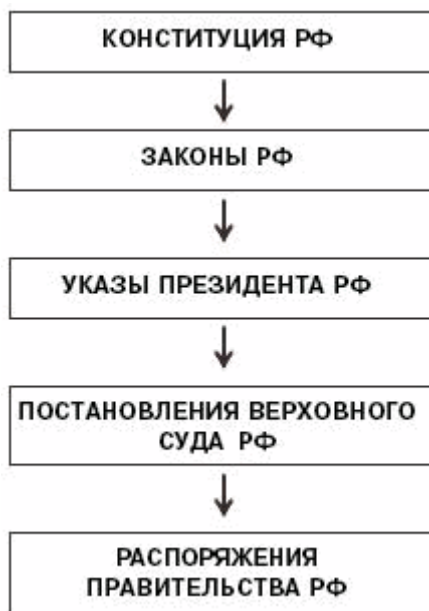 КОНСТИТУЦИЯ РФ
ЗАКОНЫ РФ
УКАЗЫ ПРЕЗИДЕНТА РФ
ПОСТАНОВЛЕНИЯ ВЕРХОВНОГО
СУДА РФ
РАСПОРЯЖЕНИЯ
ПРАВИТЕЛЬСТВА РФ